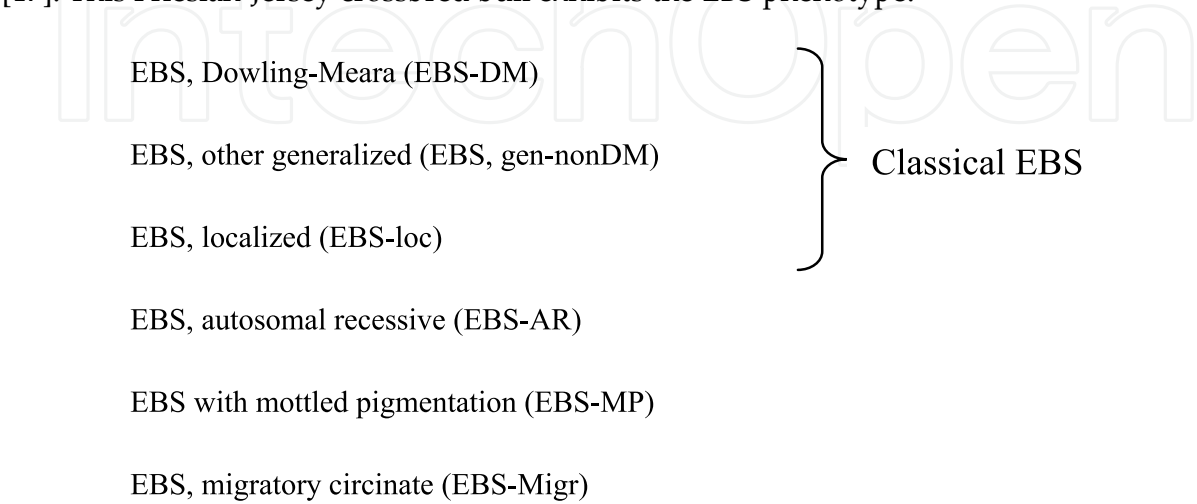 This Friesian-Jersey crossbred bull exhibits the EBS phenotype.
IntechOpen
EBS, Dowling-Meara (EBS-DM)
EBS, other generalized (EBS, gen-nonDM)
Classical EBS
EBS, localized (EBS-loc)
EBS, autosomal recessive (EBS-AR)
EBS with mottled pigmentation (EBS-MP)
EBS, migratory circinate (EBS-Migr)